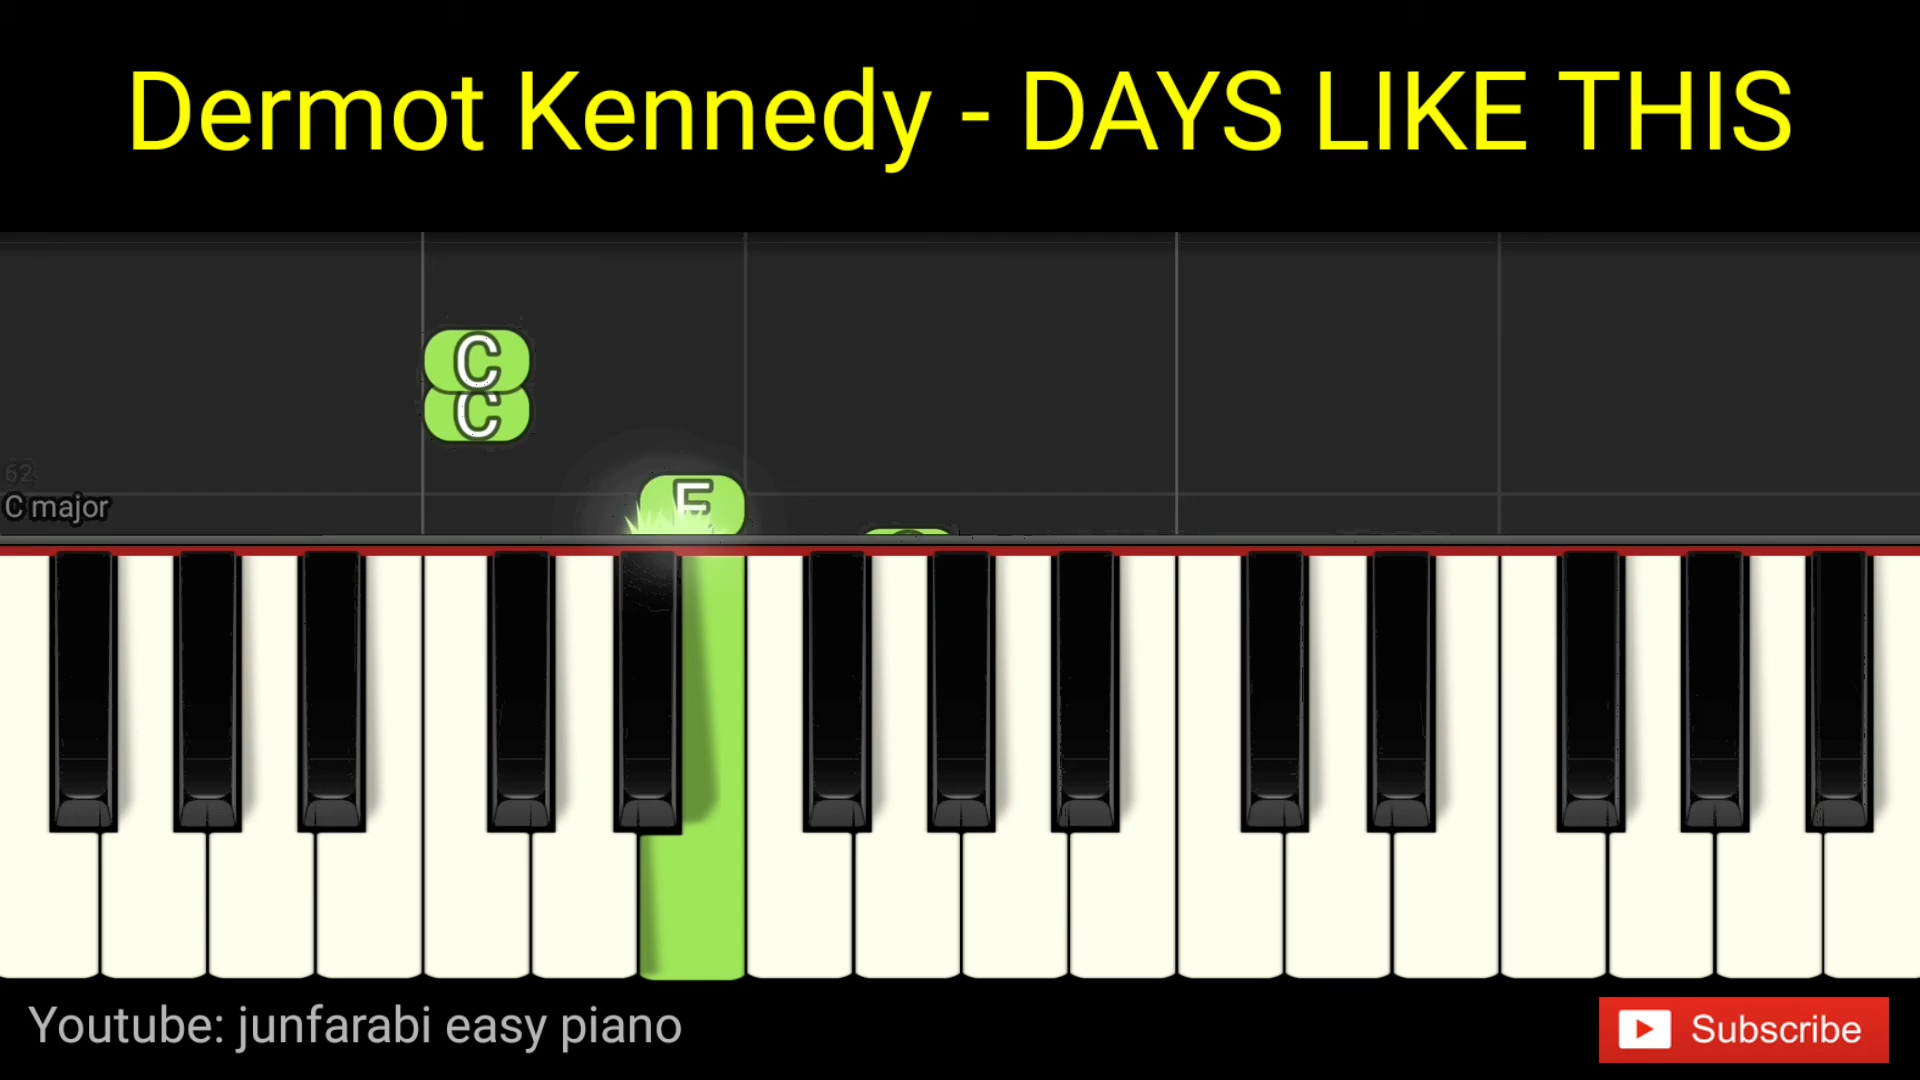 Dermot Kennedy - DAYS LIKE THIS
C
C
E
62
C major
Youtube: junfarabi easy piano
Subscribe